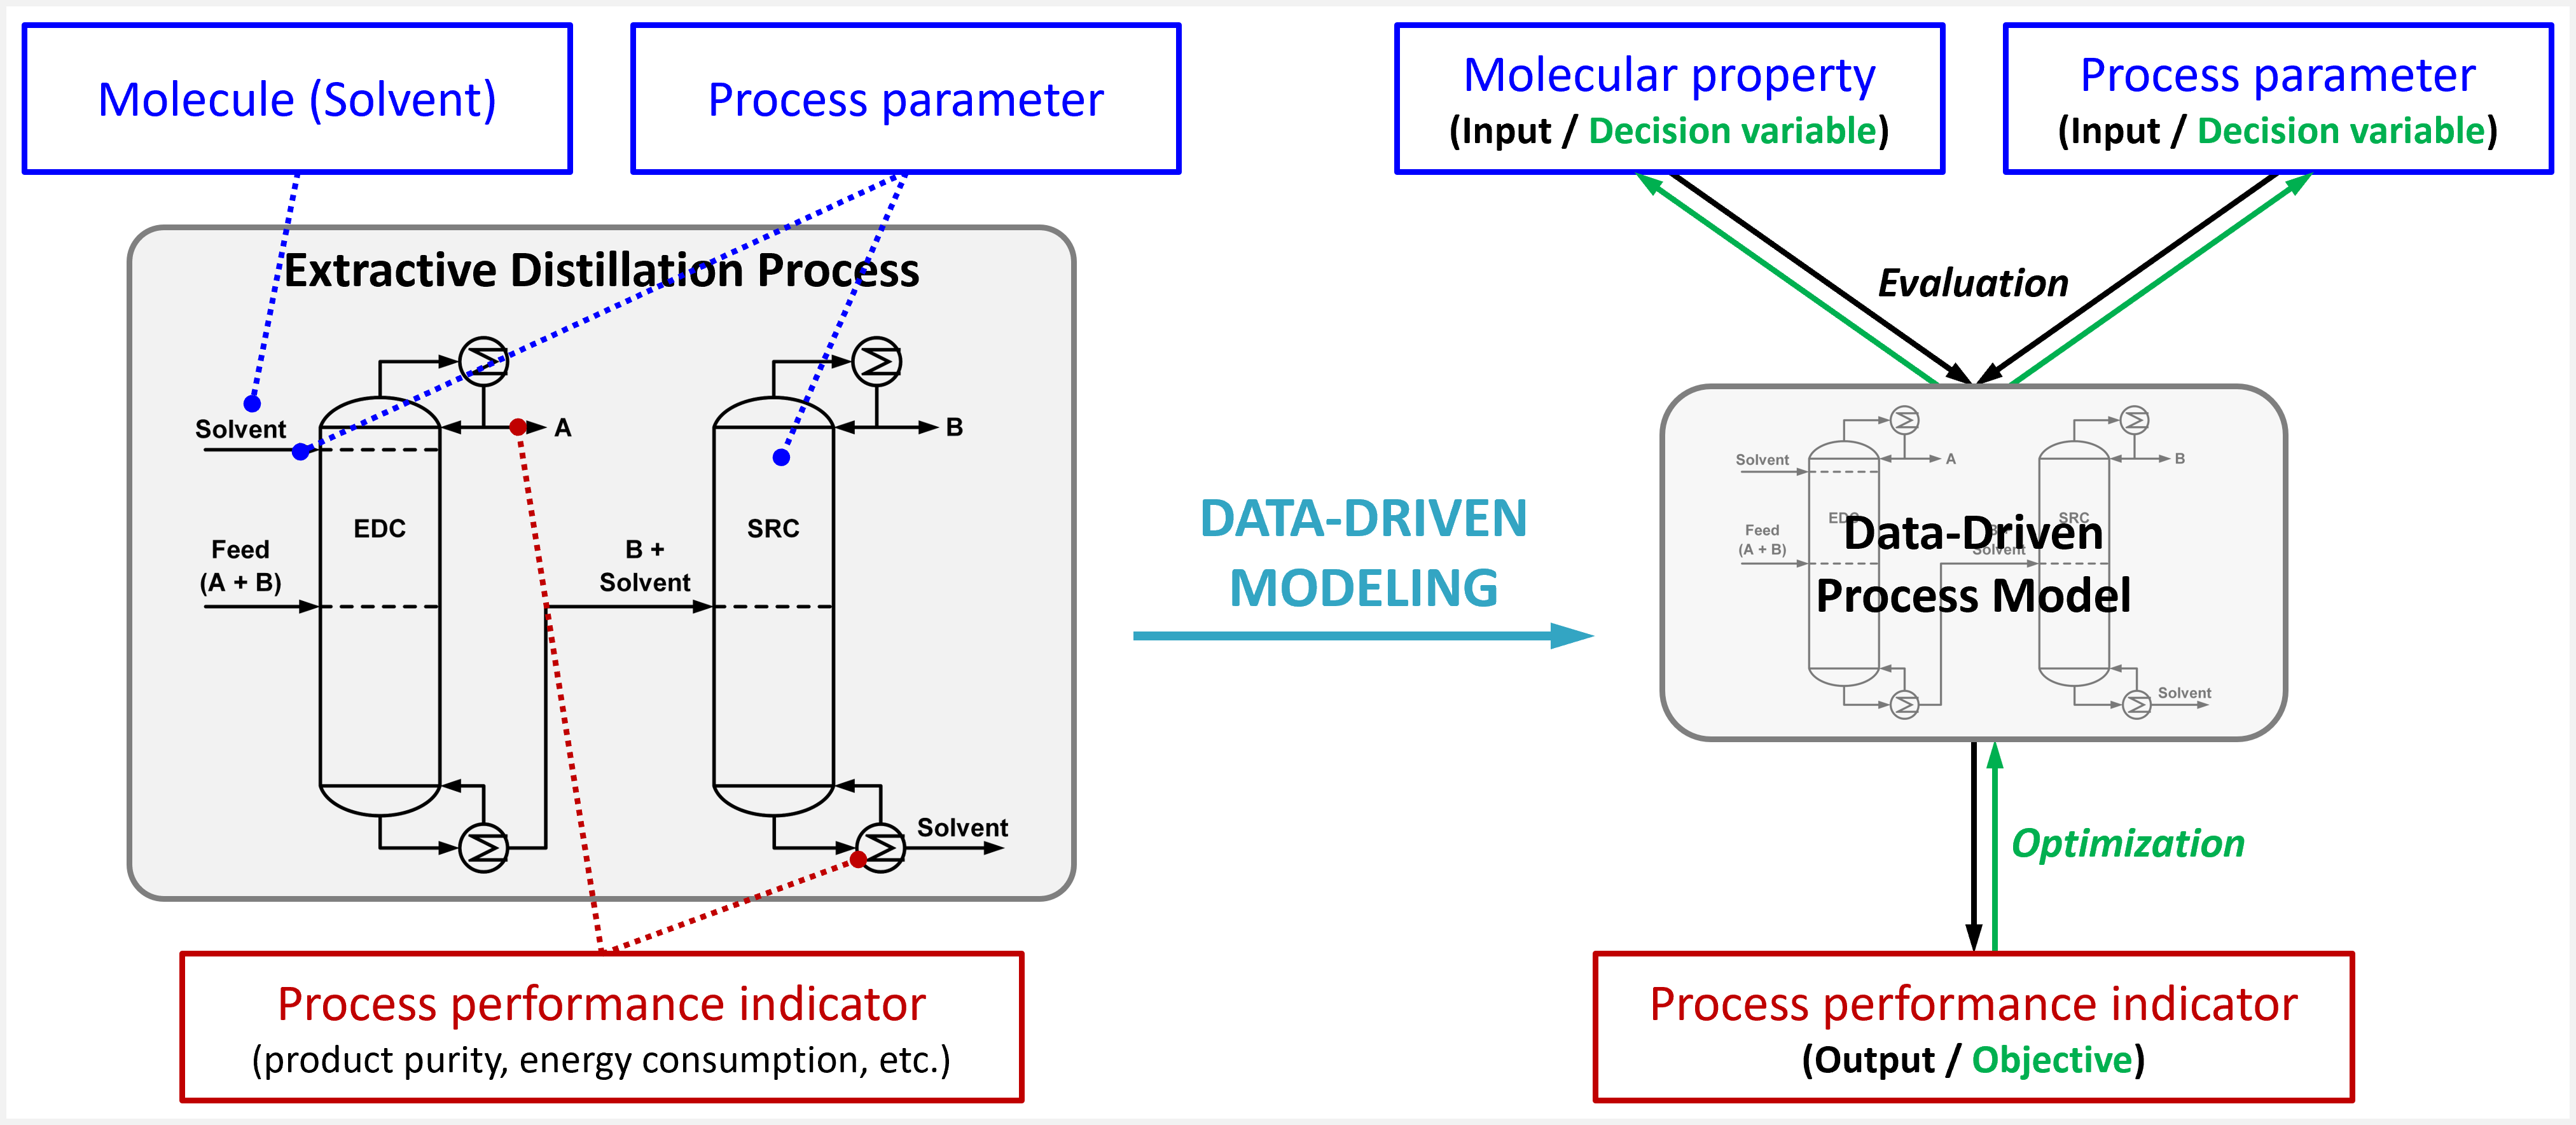 Molecule (Solvent)
Process parameter
Extractive Distillation Process
Solvent
A
B
EDC
SRC
Feed
(A + B)
B +
Solvent
Solvent
Process performance indicator
(product purity, energy consumption, etc.)
DATA-DRIVEN
MODELING
Molecular property
(Input / Decision variable)
Process parameter
(Input / Decision variable)
Evaluation
Solvent
A
B
EDC
SRC
Feed
(A + B)
Solvent
Data-Driven
Process Model
Solvent
Optimization
Process performance indicator
(Output / Objective)